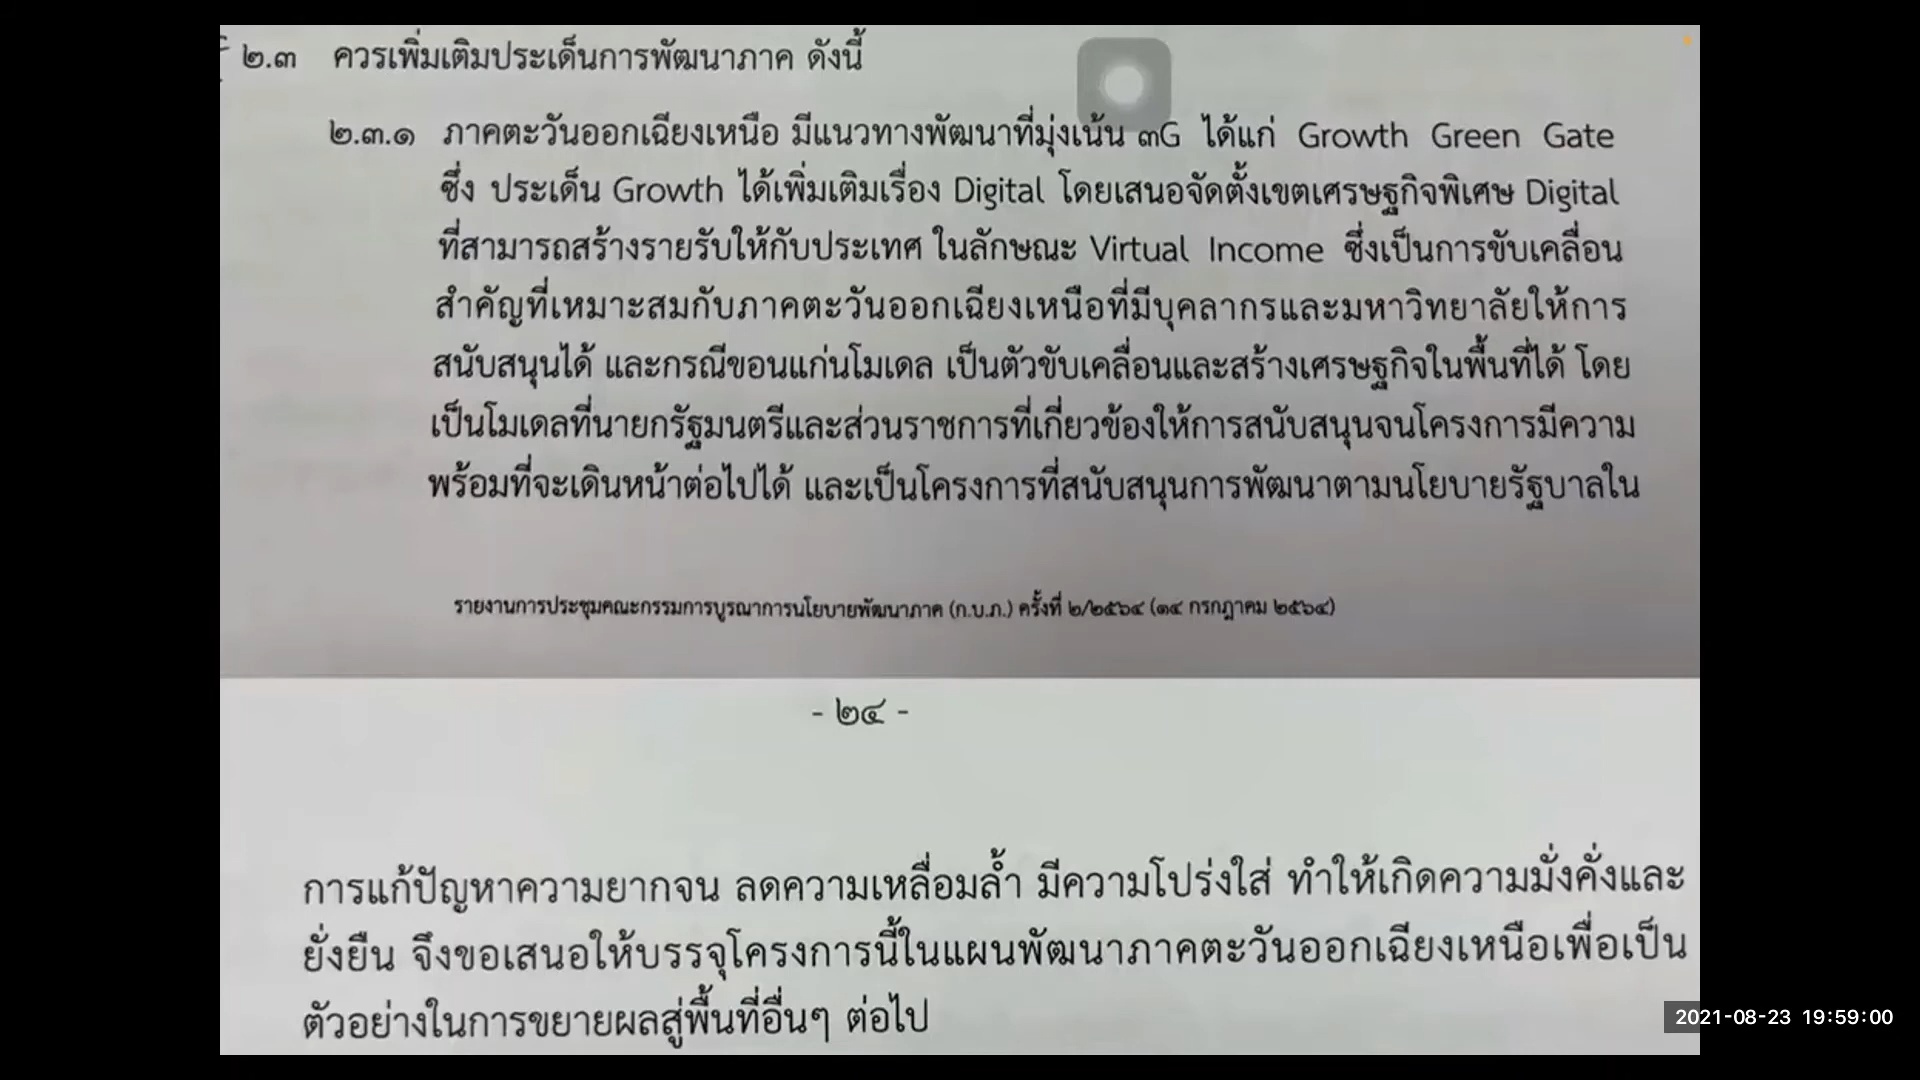 ๒.๓ ควรเพิ่มเติมประเด็นการพัฒนาภาค ดังนี้
๒.๓.๑ ภาคตะวันออกเฉียงเหนือ มีแนวทางพัฒนาที่มุ่งเน้น ๓G ได้แก่ Growth Green Gate
ซึ่ง ประเด็น Growth ได้เพิ่มเติมเรื่อง Digital โดยเสนอจัดตั้งเขตเศรษฐกิจพิเศษ Digital
ที่สามารถสร้างรายรับให้กับประเทศ ในลักษณะ Virtual Income ซึ่งเป็นการขับเคลื่อน
สำคัญที่เหมาะสมกับภาคตะวันออกเฉียงเหนือที่มีบุคลากรและมหาวิทยาลัยให้การ
สนับสนุนได้ และกรณีขอนแก่นโมเดล เป็นตัวขับเคลื่อนและสร้างเศรษฐกิจในพื้นที่ได้ โดย
เป็นโมเดลที่นายกรัฐมนตรีและส่วนราชการที่เกี่ยวข้องให้การสนับสนุนจนโครงการมีความ
พร้อมที่จะเดินหน้าต่อไปได้ และเป็นโครงการที่สนับสนุนการพัฒนาตามนโยบายรัฐบาลใน
รายงานการประชุมคณะกรรมการบูรณาการนโยบายพัฒนาภาค (ก.บ.ภ.) ครั้งที่ ๒/๒๕๖๔ (๑๔ กรกฎาคม ๒๕๖๔)
- ๒๔ -
การแก้ปัญหาความยากจน ลดความเหลื่อมล้ำ มีความโปร่งใส่ ทำให้เกิดความมั่งคั่งและ
ยั่งยืน จึงขอเสนอให้บรรจุโครงการนี้ในแผนพัฒนาภาคตะวันออกเฉียงเหนือเพื่อเป็น
ตัวอย่างในการขยายผลสู่พื้นที่อื่นๆ ต่อไป
2021-08-23 19:59:00